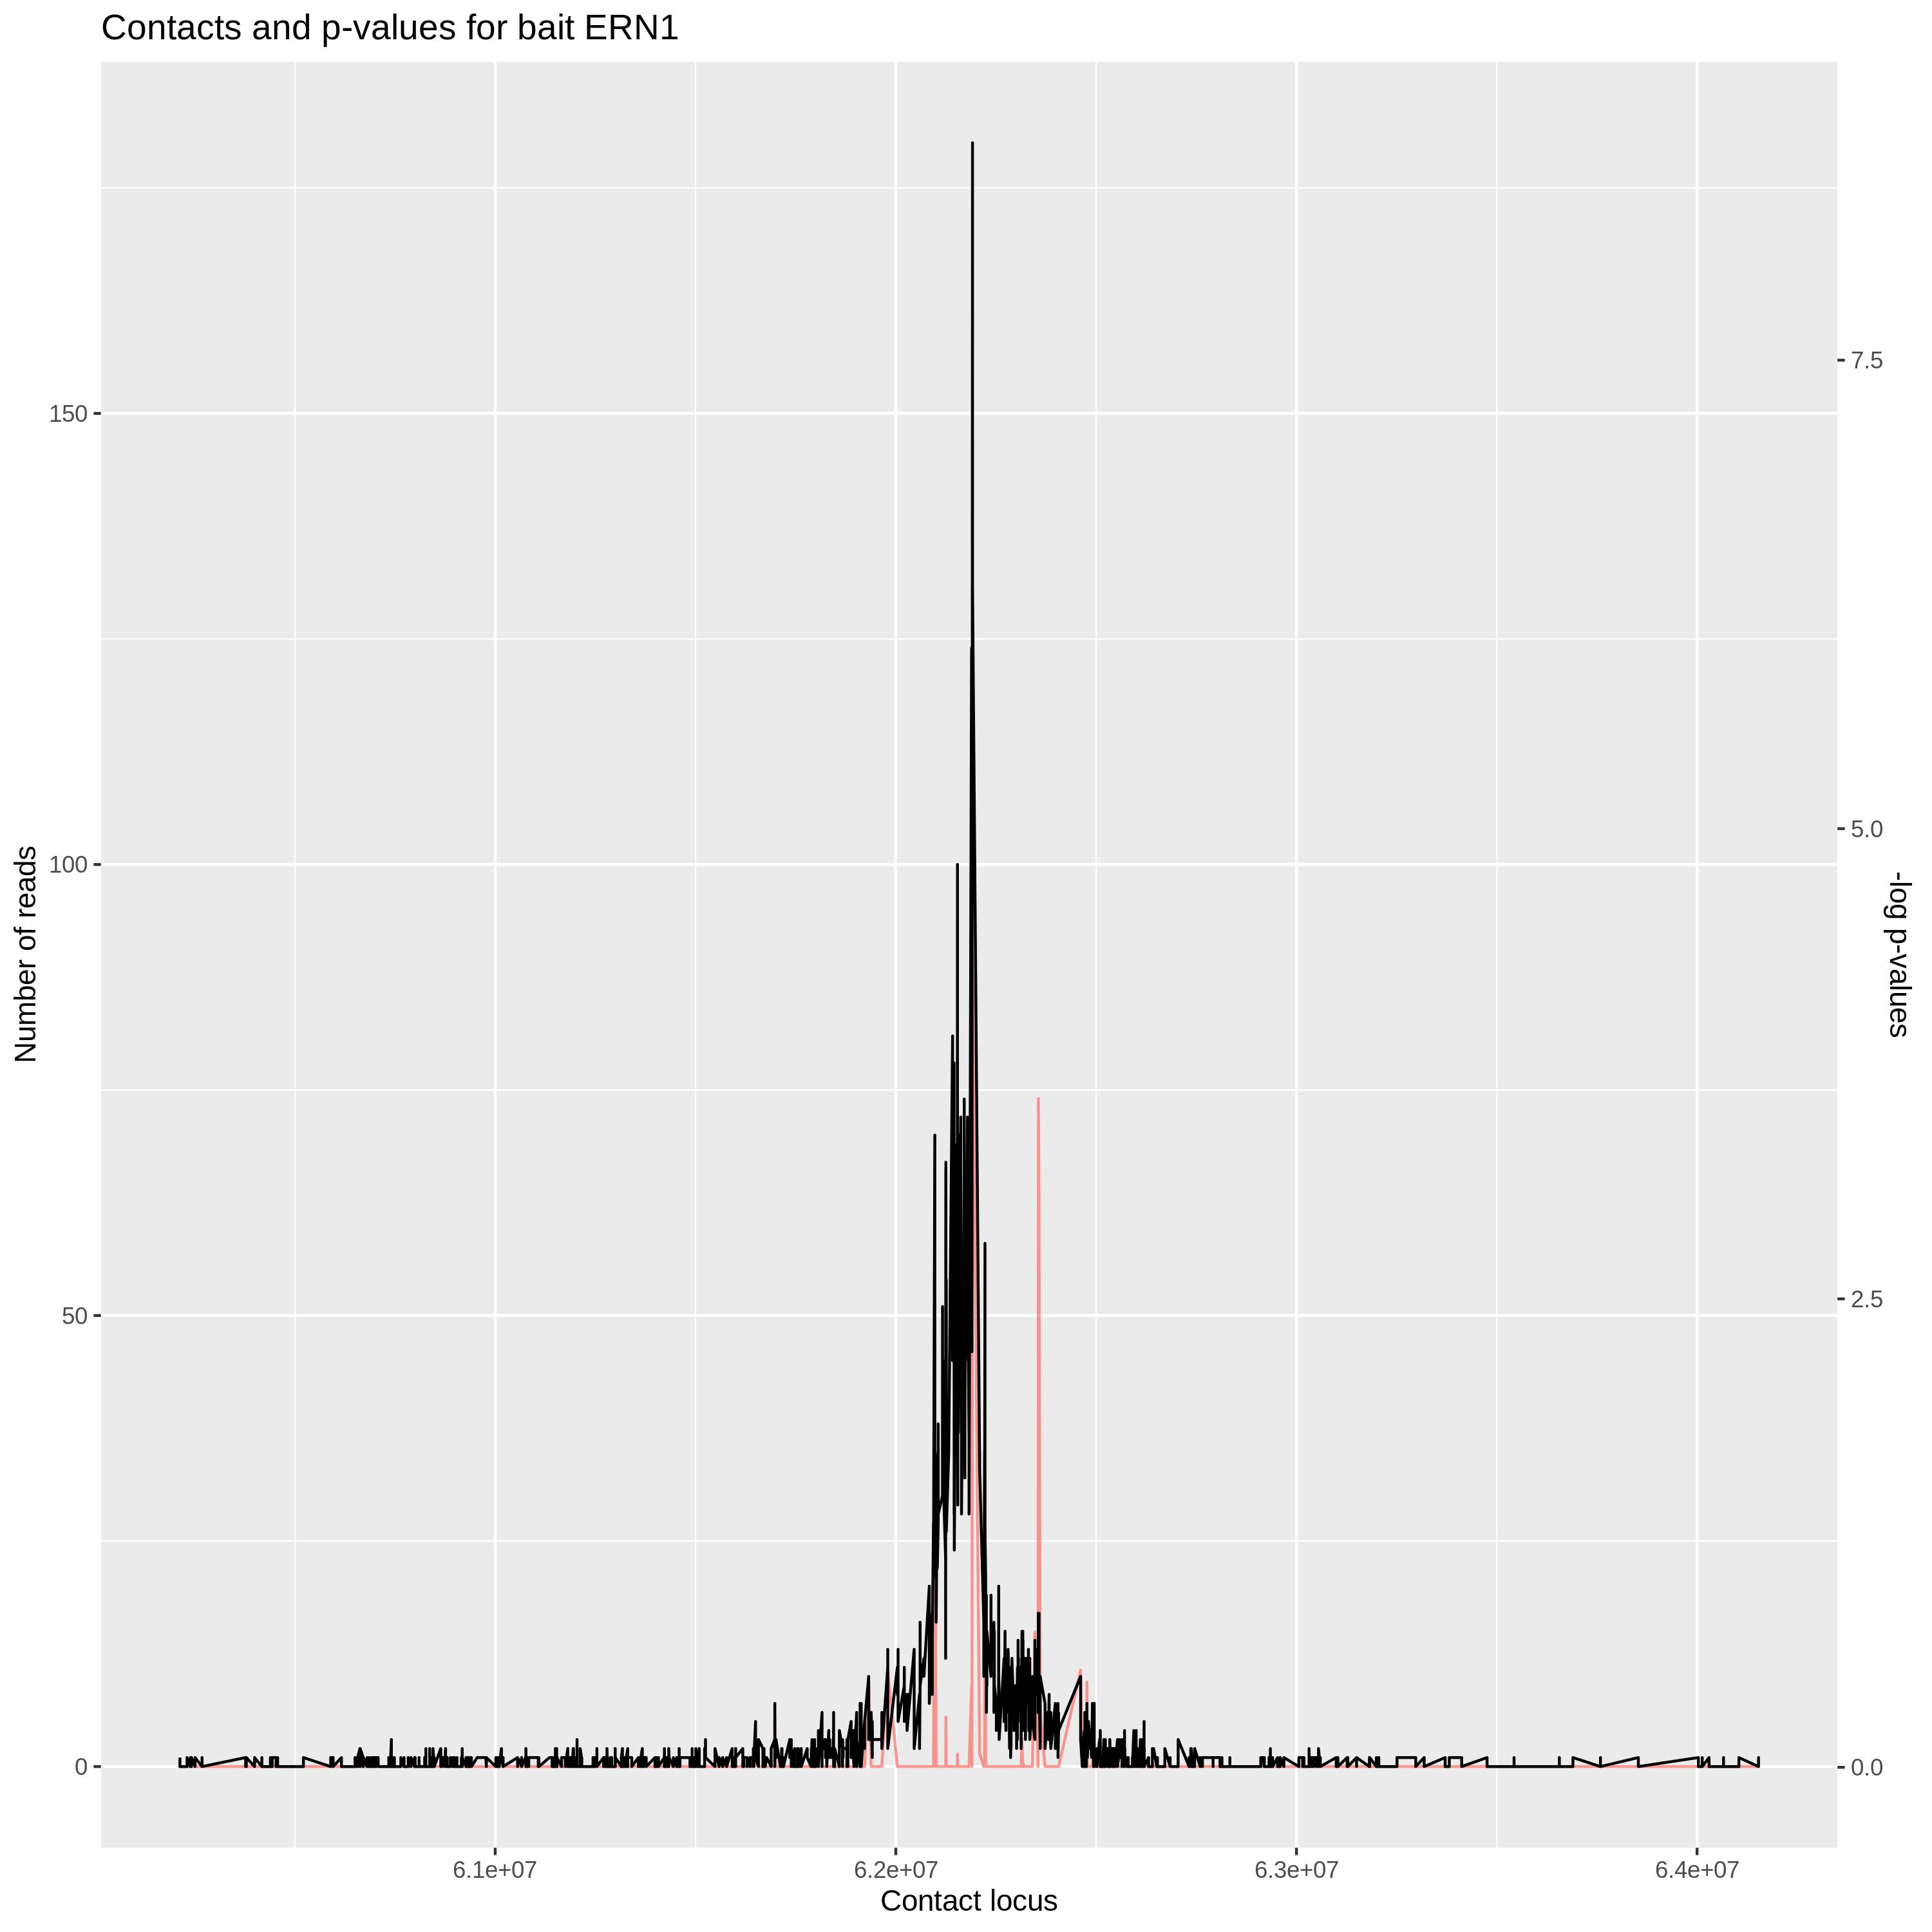 Contacts and p-values for bait ERN1
150
100
50
0
Number of reads
7.5
5.0
2.5
0.0
-log p-values
6.1e+07 6.2e+07 6.3e+07 6.4e+07
Contact locus